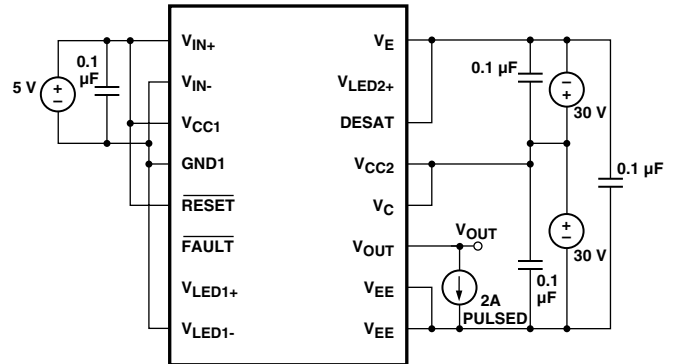 V_IN+
V_IN-
V_CC1
GND1
RESET
FAULT
V_LED1+
V_LED1-
V_E
V_LED2+
DESAT
V_CC2
V_C
V_OUT
V_EE
V_EE
5 V
+
−
0.1
µF
0.1 µF
−
+
30 V
0.1 µF
V_OUT
+
−
30 V
0.1
µF
2A
PULSED